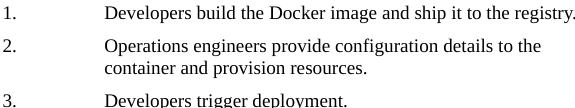 1. Developers build the Docker image and ship it to the registry.
2. Operations engineers provide configuration details to the
container and provision resources.
3. Developers trigger deployment.